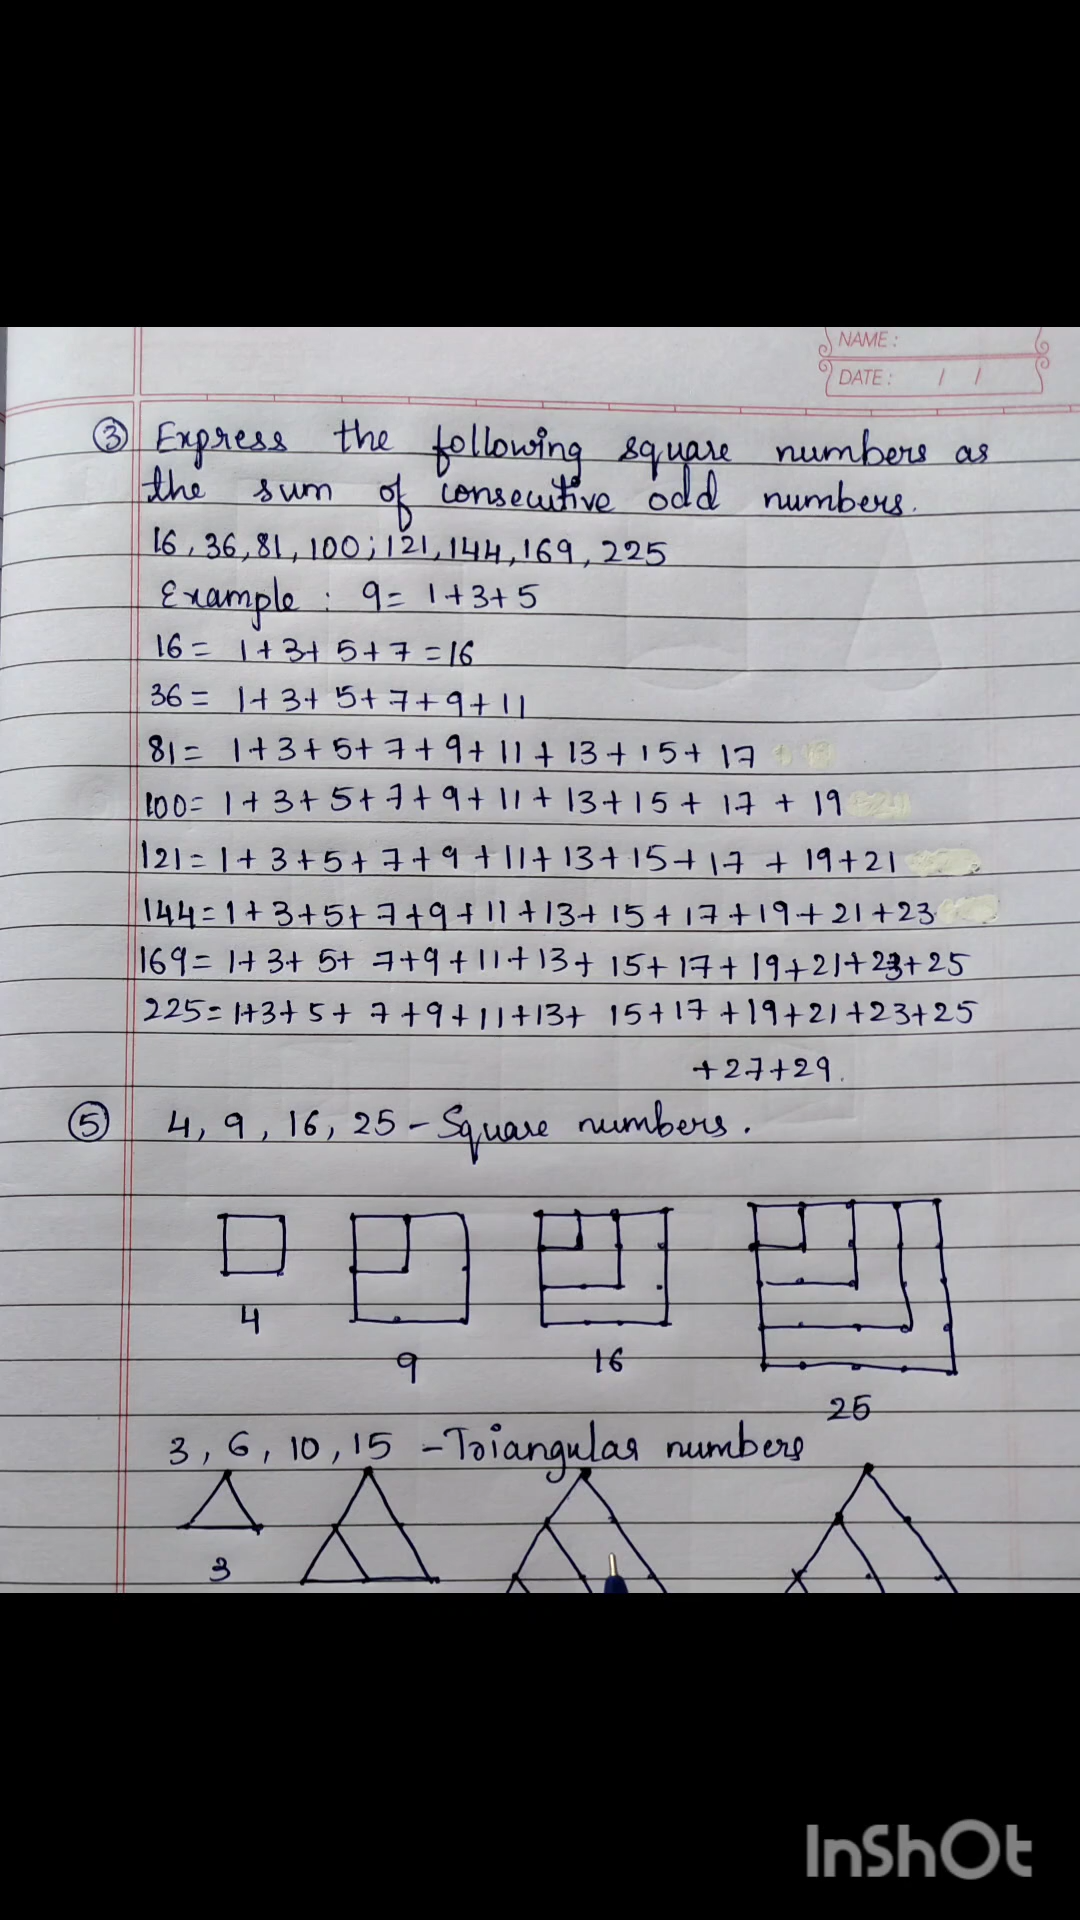 NAME :
DATE : / /
③ Express the following square numbers as
the sum of consecutive odd numbers.
16, 36, 81, 100; 121, 144, 169, 225
Example : 9 = 1+3+5
16 = 1+3+5+7 = 16
36 = 1+3+5+7+9+11
81 = 1+3+5+7+9+11+13+15+17
100 = 1+3+5+7+9+11+13+15+17+19
121 = 1+3+5+7+9+11+13+15+17+19+21
144 = 1+3+5+7+9+11+13+15+17+19+21+23
169 = 1+3+5+7+9+11+13+15+17+19+21+23+25
225 = 1+3+5+7+9+11+13+15+17+19+21+23+25
+27+29.
⑤ 4, 9, 16, 25 - Square numbers.
4
9
16
25
3, 6, 10, 15 - Triangular numbers
3
InShOt